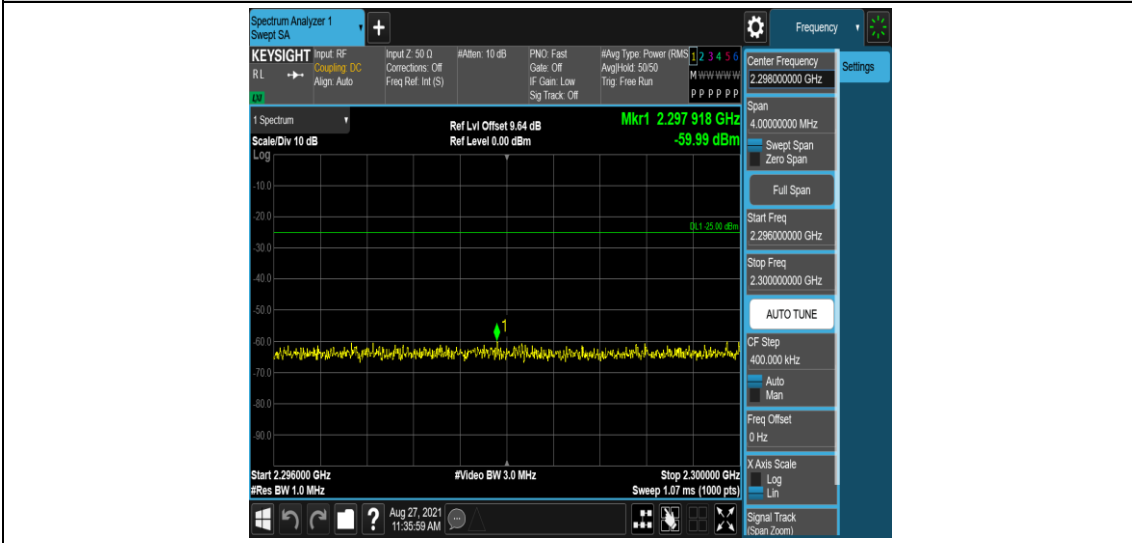 Spectrum Analyzer 1
Swept SA
+
Frequency
KEYSIGHT
Input: RF
Coupling: DC
Align: Auto
RL
LNI
Input Z: 50 Ω
Corrections: Off
Freq Ref: Int (S)
#Atten: 10 dB
PNO: Fast
Gate: Off
IF Gain: Low
Sig Track: Off
#Avg Type: Power (RMS
Avg|Hold: 50/50
Trig: Free Run
1 2 3 4 5 6
M W W W W W
P P P P P P
1 Spectrum
Scale/Div 10 dB
Log
Ref Lvl Offset 9.64 dB
Ref Level 0.00 dBm
Mkr1 2.297 918 GHz
-59.99 dBm
-10.0
-20.0
DL1 -25.00 dBm
-30.0
-40.0
-50.0
1
-60.0
-70.0
-80.0
-90.0
Start 2.296000 GHz
#Res BW 1.0 MHz
#Video BW 3.0 MHz
Stop 2.300000 GHz
Sweep 1.07 ms (1000 pts)
?
Aug 27, 2021
11:35:59 AM
Center Frequency
2.298000000 GHz
Settings
Span
4.00000000 MHz
Swept Span
Zero Span
Full Span
Start Freq
2.296000000 GHz
Stop Freq
2.300000000 GHz
AUTO TUNE
CF Step
400.000 kHz
Auto
Man
Freq Offset
0 Hz
X Axis Scale
Log
Lin
Signal Track
(Span Zoom)